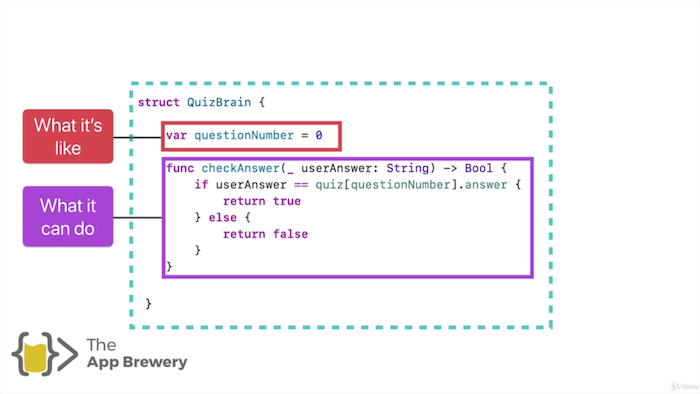 struct QuizBrain {
What it's
like
var questionNumber = 0
func checkAnswer(_ userAnswer: String) -> Bool {
if userAnswer == quiz[questionNumber].answer {
return true
} else {
return false
}
}
What it
can do
}
The
App Brewery
Udemy